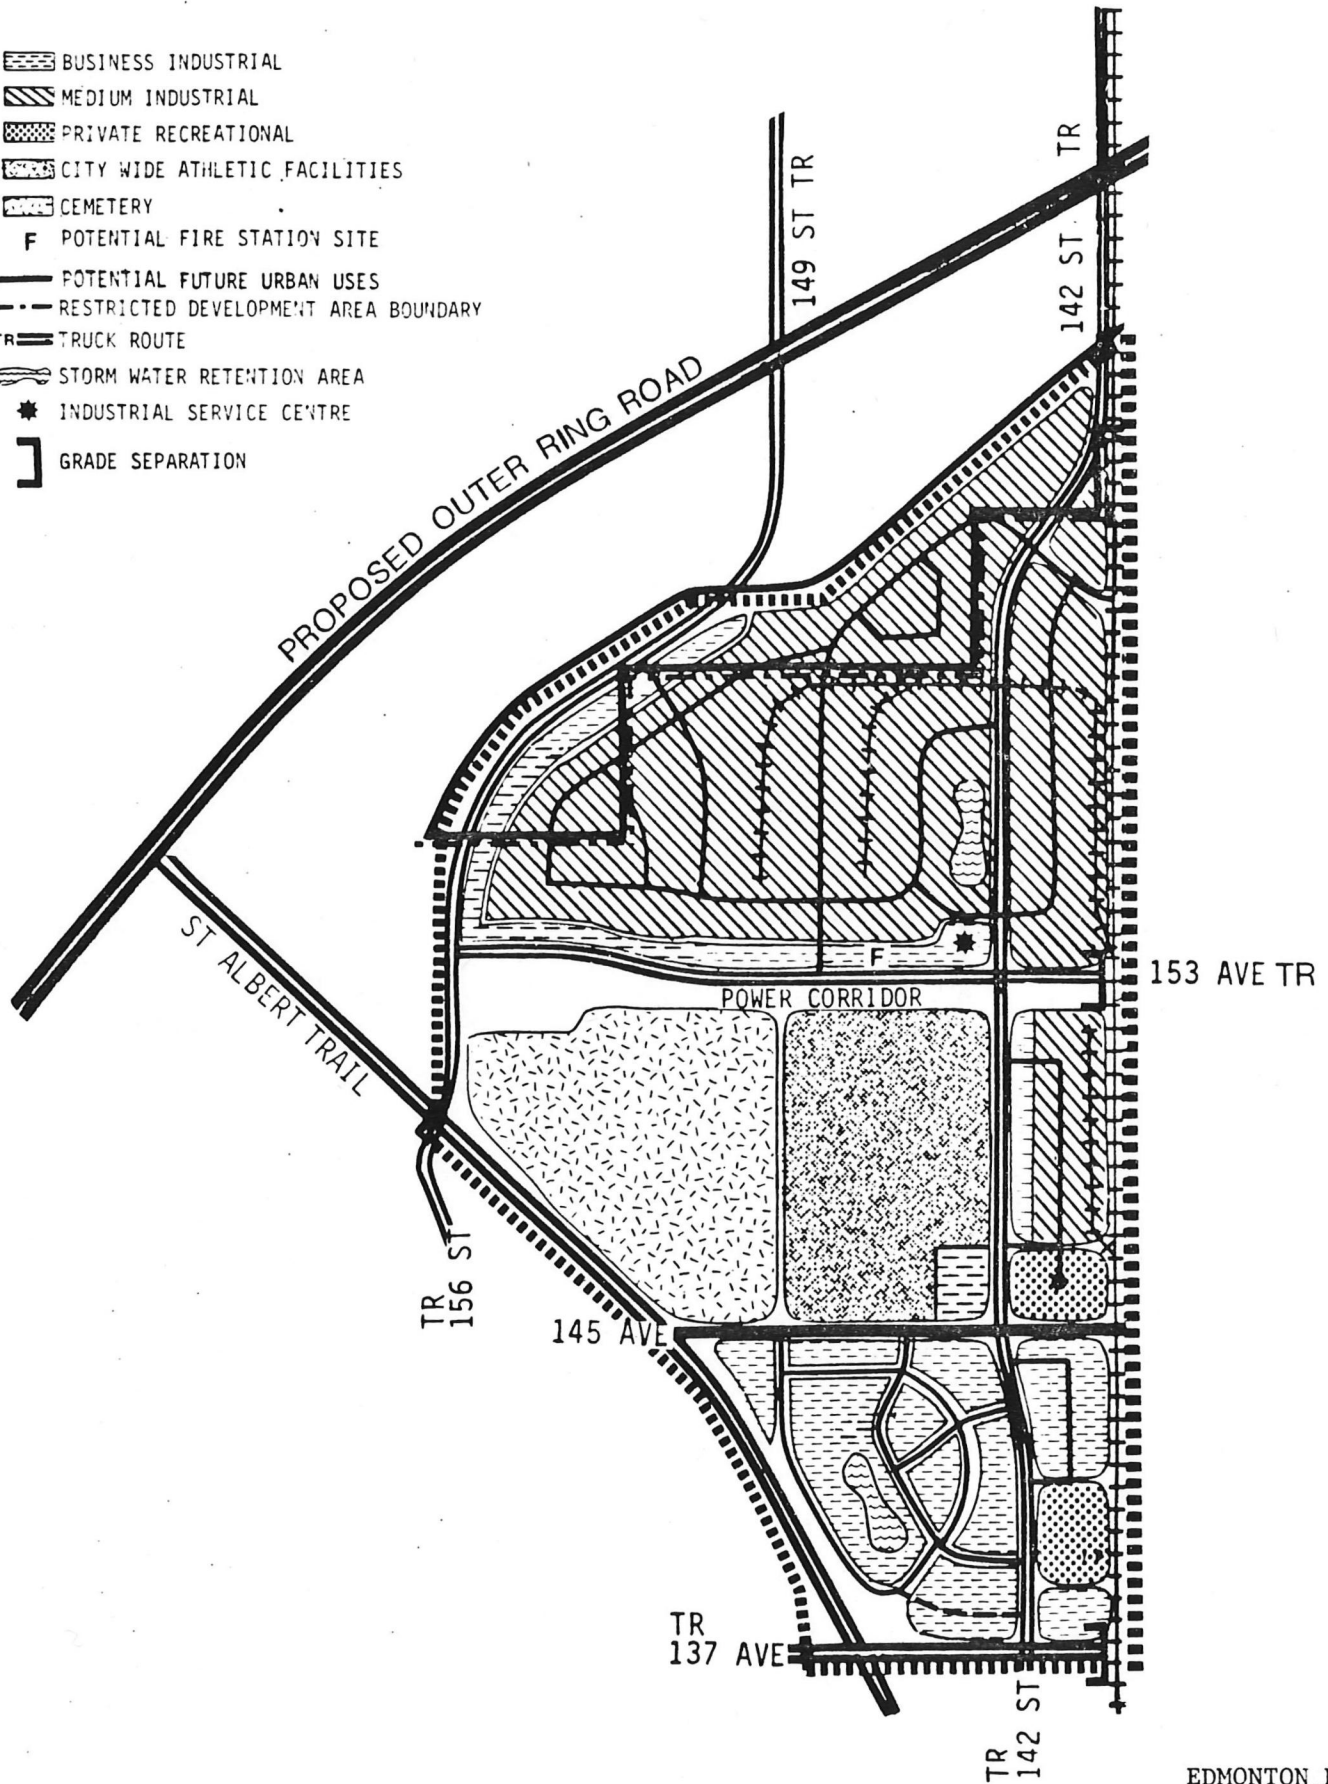 BUSINESS INDUSTRIAL
MEDIUM INDUSTRIAL
PRIVATE RECREATIONAL
CITY WIDE ATHLETIC FACILITIES
CEMETERY
F POTENTIAL FIRE STATION SITE
POTENTIAL FUTURE URBAN USES
RESTRICTED DEVELOPMENT AREA BOUNDARY
TR TRUCK ROUTE
STORM WATER RETENTION AREA
INDUSTRIAL SERVICE CENTRE
GRADE SEPARATION
149 ST TR
142 ST TR
PROPOSED OUTER RING ROAD
ST ALBERT TRAIL
F
153 AVE TR
POWER CORRIDOR
TR
156 ST
145 AVE
TR
137 AVE
TR
142 ST
EDMONTON